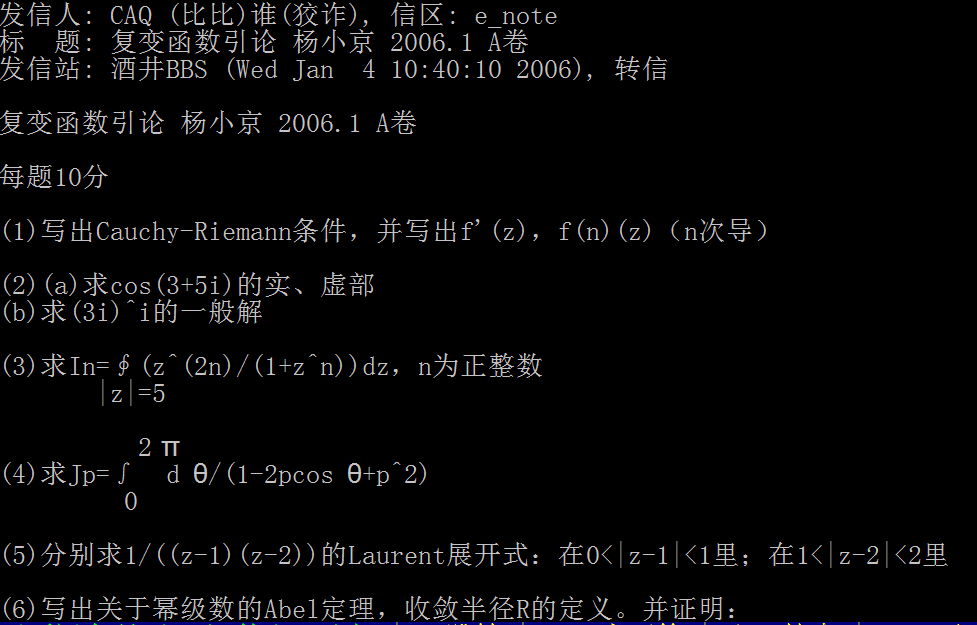 发信人: CAQ (比比)谁(狡诈), 信区: e_note
标  题: 复变函数引论 杨小京 2006.1 A卷
发信站: 酒井BBS (Wed Jan  4 10:40:10 2006), 转信
复变函数引论 杨小京 2006.1 A卷
每题10分
(1)写出Cauchy-Riemann条件，并写出f'(z)，f(n)(z)（n次导）
(2)(a)求cos(3+5i)的实、虚部
(b)求(3i)^i的一般解
(3)求In=∮(z^(2n)/(1+z^n))dz，n为正整数
|z|=5
2π
(4)求Jp=∫  dθ/(1-2pcosθ+p^2)
0
(5)分别求1/((z-1)(z-2))的Laurent展开式：在0<|z-1|<1里；在1<|z-2|<2里
(6)写出关于幂级数的Abel定理，收敛半径R的定义。并证明：